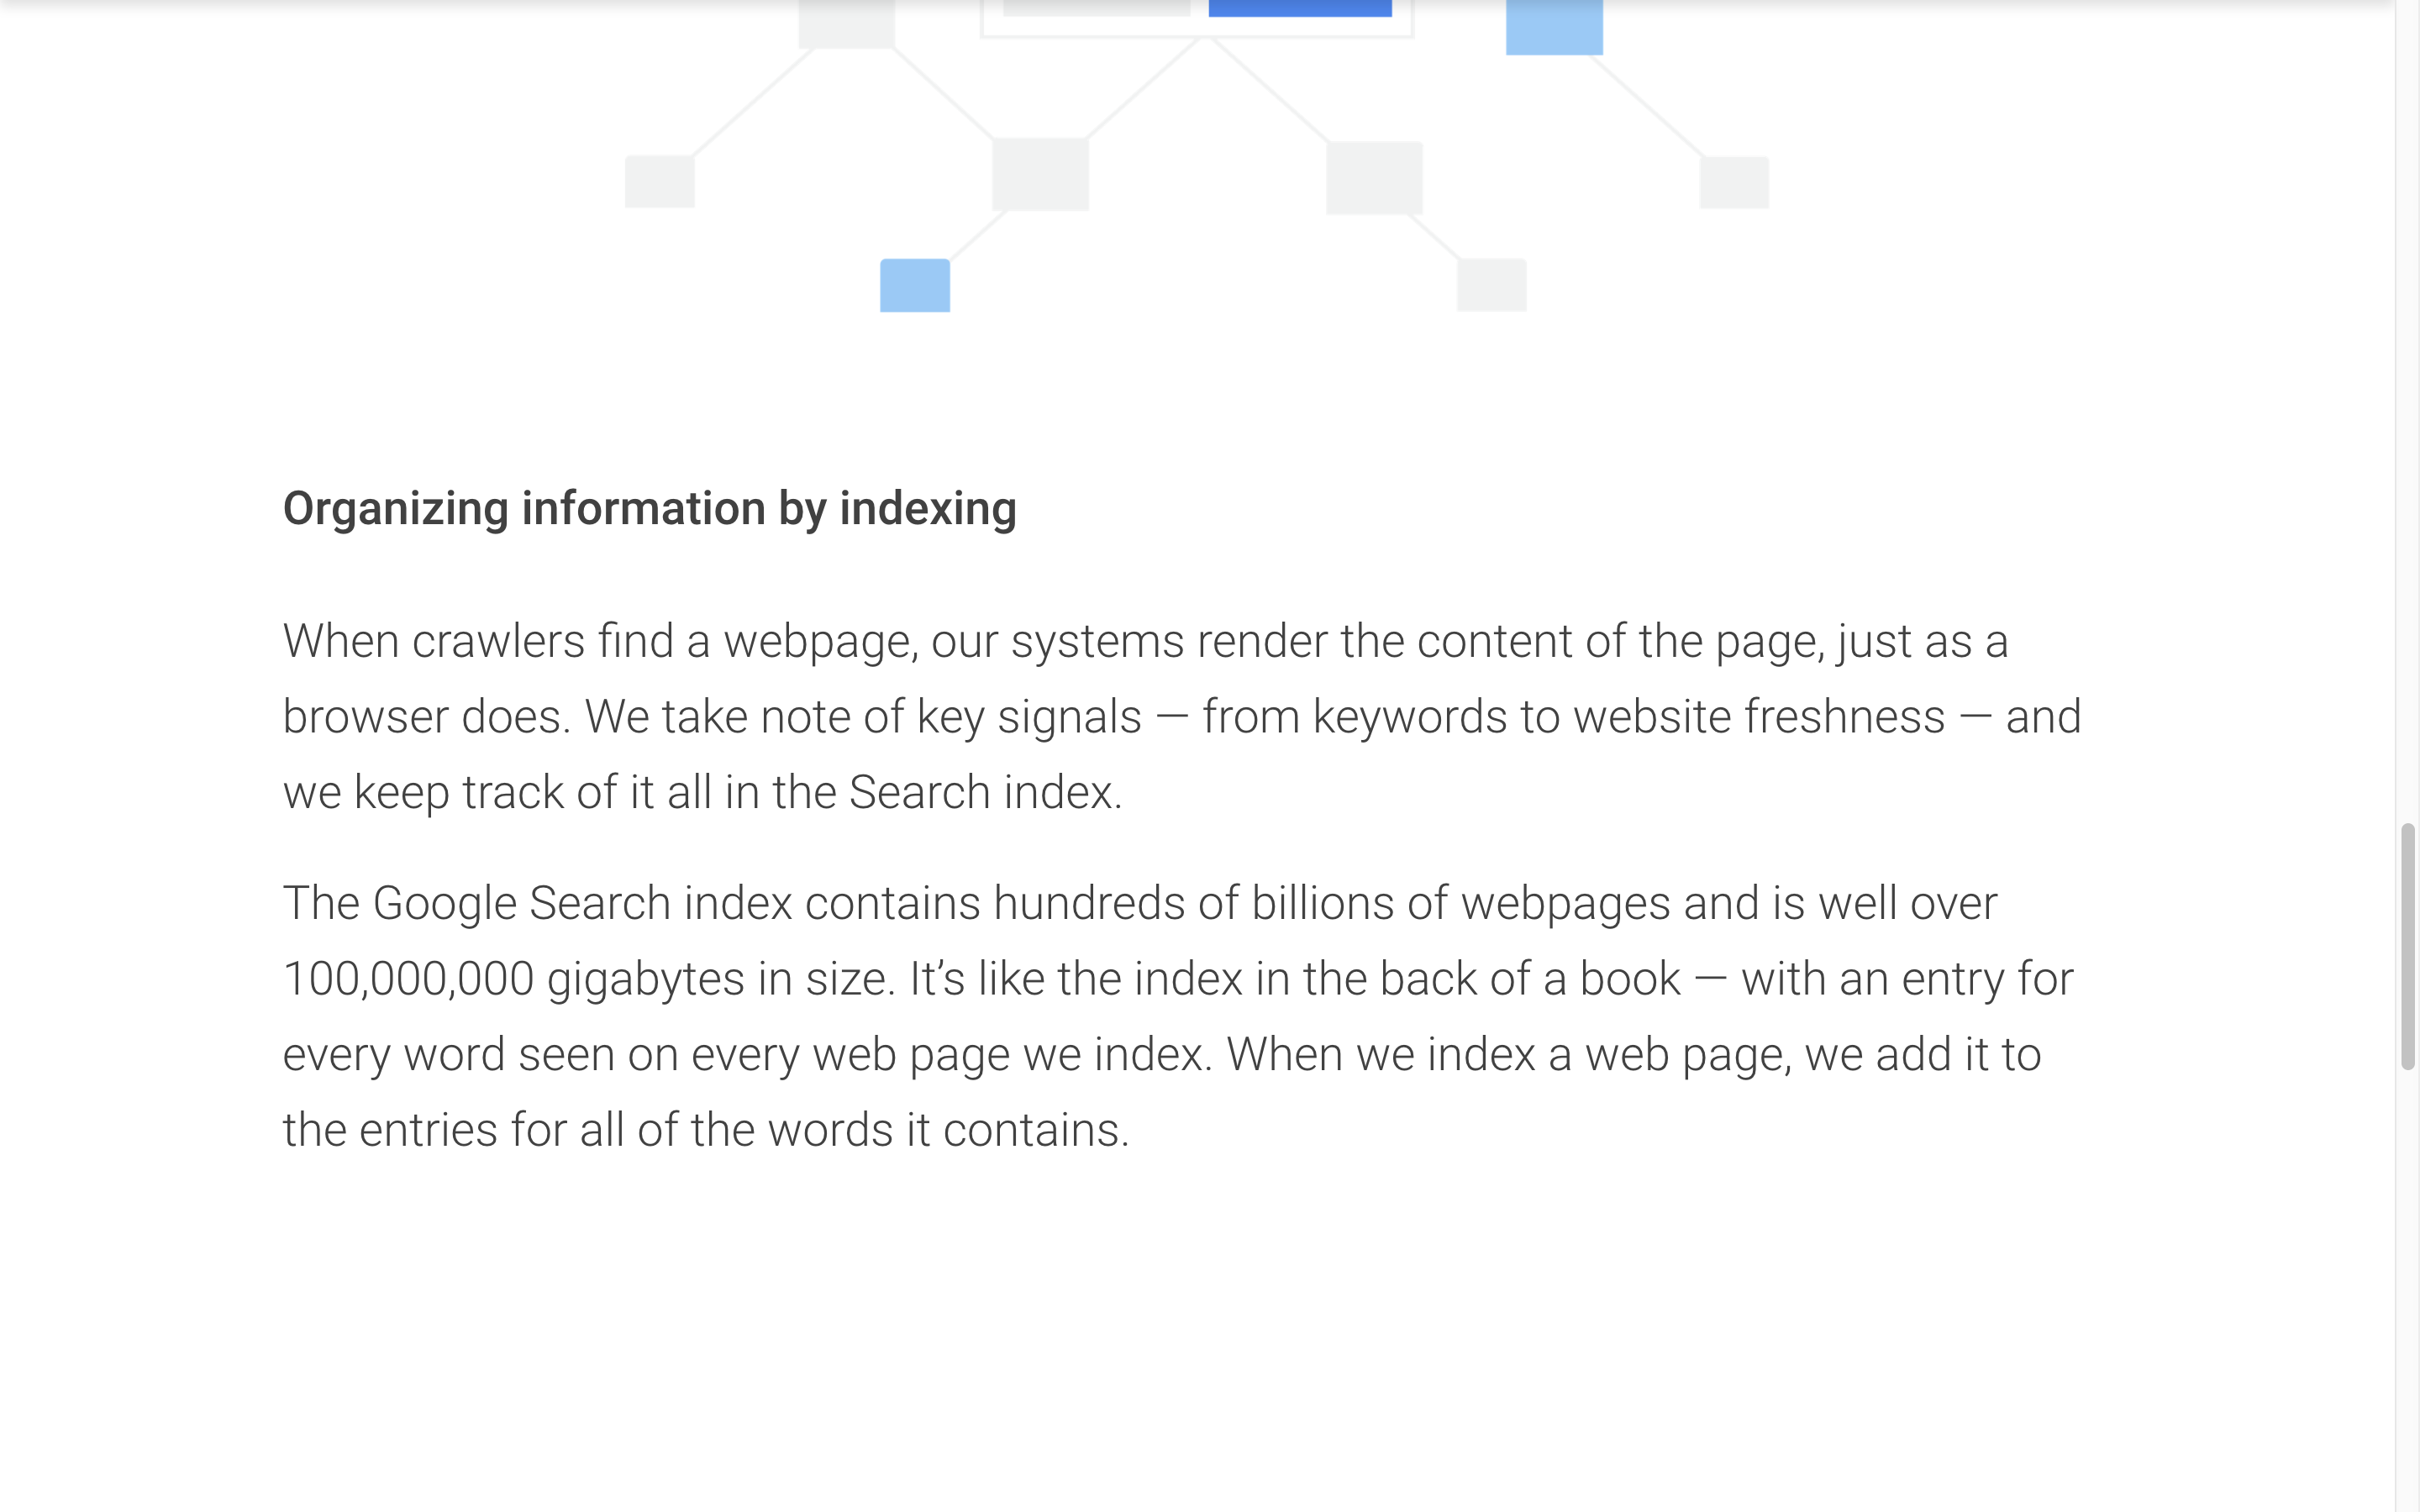 Organizing information by indexing
When crawlers find a webpage, our systems render the content of the page, just as a
browser does. We take note of key signals — from keywords to website freshness — and
we keep track of it all in the Search index.
The Google Search index contains hundreds of billions of webpages and is well over
100,000,000 gigabytes in size. It’s like the index in the back of a book — with an entry for
every word seen on every web page we index. When we index a web page, we add it to
the entries for all of the words it contains.